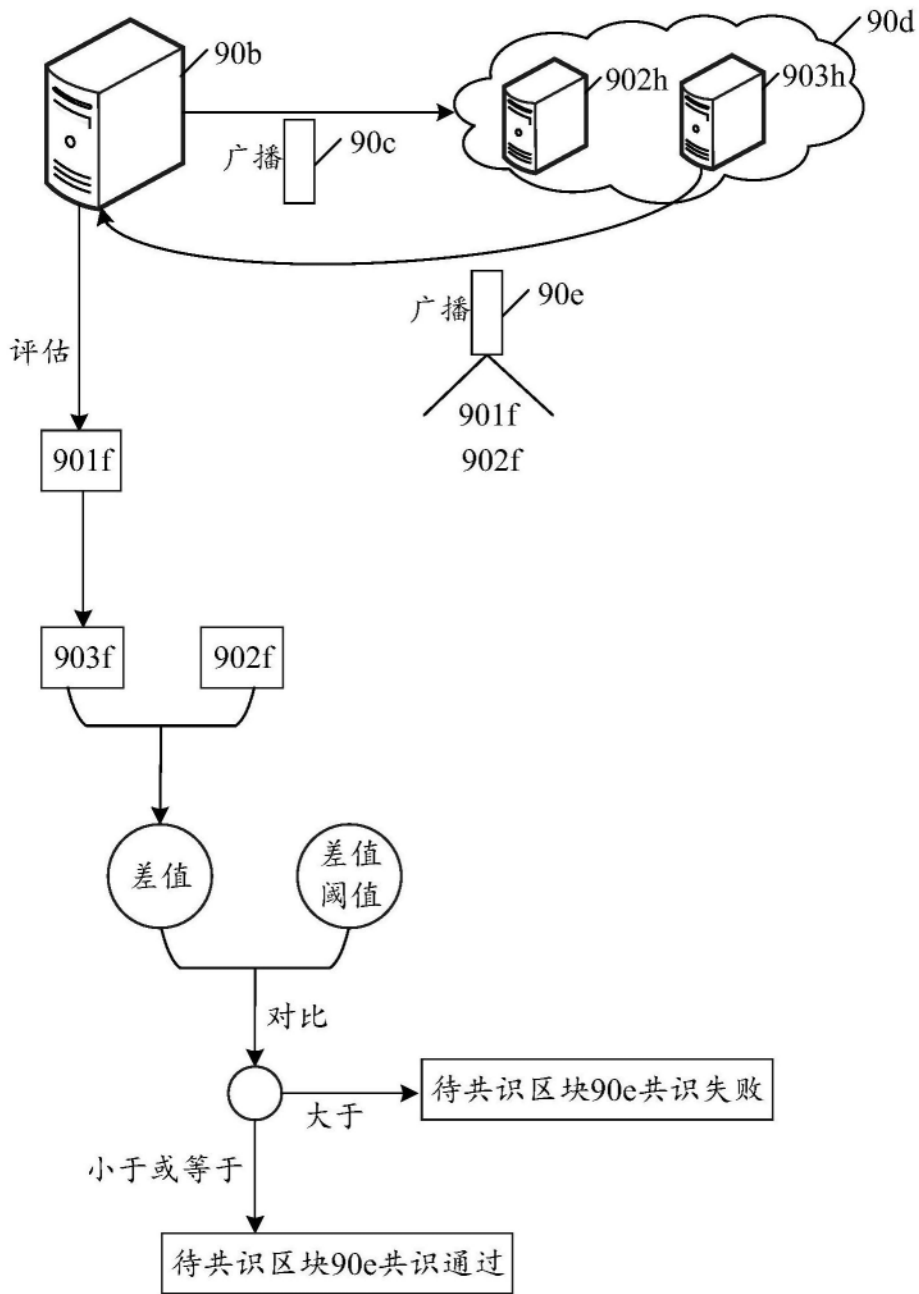 90b
90d
902h
903h
广播
90c
广播
90e
901f
902f
评估
901f
903f
902f
差值
差值
阈值
对比
大于
待共识区块90e共识失败
小于或等于
待共识区块90e共识通过